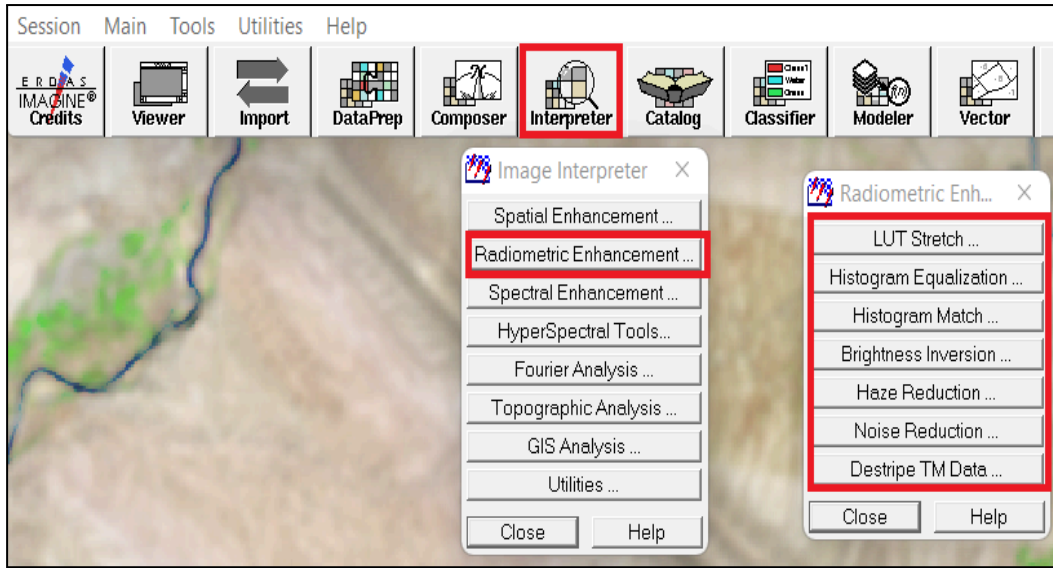 Session Main Tools Utilities Help
ERDAS
IMAGINE®
Credits
Viewer
Import
DataPrep
Composer
Interpreter
Catalog
Class1
Water
Classifier
Modeler
Vector
Image Interpreter
Spatial Enhancement ...
Radiometric Enhancement ...
Spectral Enhancement ...
HyperSpectral Tools...
Fourier Analysis ...
Topographic Analysis ...
GIS Analysis ...
Utilities ...
Close Help
Radiometric Enh...
LUT Stretch ...
Histogram Equalization ...
Histogram Match ...
Brightness Inversion ...
Haze Reduction ...
Noise Reduction ...
Destripe TM Data ...
Close Help